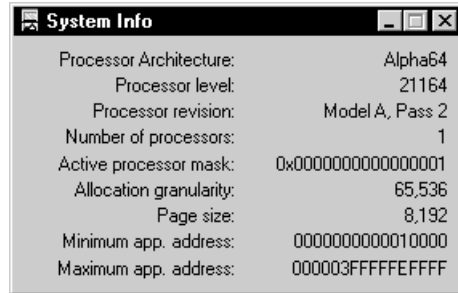 System Info
Processor Architecture: Alpha64
Processor level: 21164
Processor revision: Model A, Pass 2
Number of processors: 1
Active processor mask: 0x0000000000000001
Allocation granularity: 65,536
Page size: 8,192
Minimum app. address: 0000000000010000
Maximum app. address: 000003FFFFFEFFFF